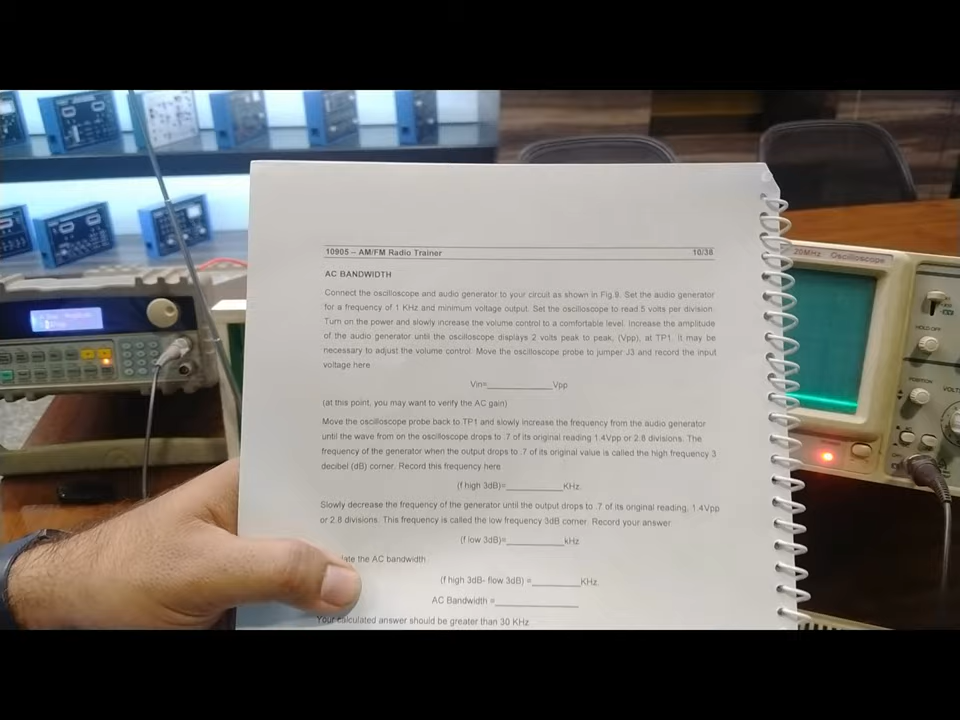 10905 – AM/FM Radio Trainer 10/38
AC BANDWIDTH
Connect the oscilloscope and audio generator to your circuit as shown in Fig.9. Set the audio generator
for a frequency of 1 KHz and minimum voltage output. Set the oscilloscope to read.5 volts per division.
Turn on the power and slowly increase the volume control to a comfortable level. Increase the amplitude
of the audio generator until the oscilloscope displays 2 volts peak to peak, (Vpp), at TP1. It may be
necessary to adjust the volume control. Move the oscilloscope probe to jumper J3 and record the input
voltage here
Vin=____________Vpp
(at this point, you may want to verify the AC gain)
Move the oscilloscope probe back to TP1 and slowly increase the frequency from the audio generator
until the wave from on the oscilloscope drops to .7 of its original reading 1.4Vpp or 2.8 divisions. The
frequency of the generator when the output drops to .7 of its original value is called the high frequency 3
decibel (dB) corner. Record this frequency here
(f high 3dB)=___________KHz.
Slowly decrease the frequency of the generator until the output drops to .7 of its original reading, 1.4Vpp
or 2.8 divisions. This frequency is called the low frequency 3dB corner. Record your answer
(f low 3dB)=___________kHz
late the AC bandwidth
(f high 3dB- flow 3dB) =_________KHz.
AC Bandwidth =_______________
Your calculated answer should be greater than 30 KHz
20MHz Oscilloscope
HOLD OFF
POSITION
VOLTS